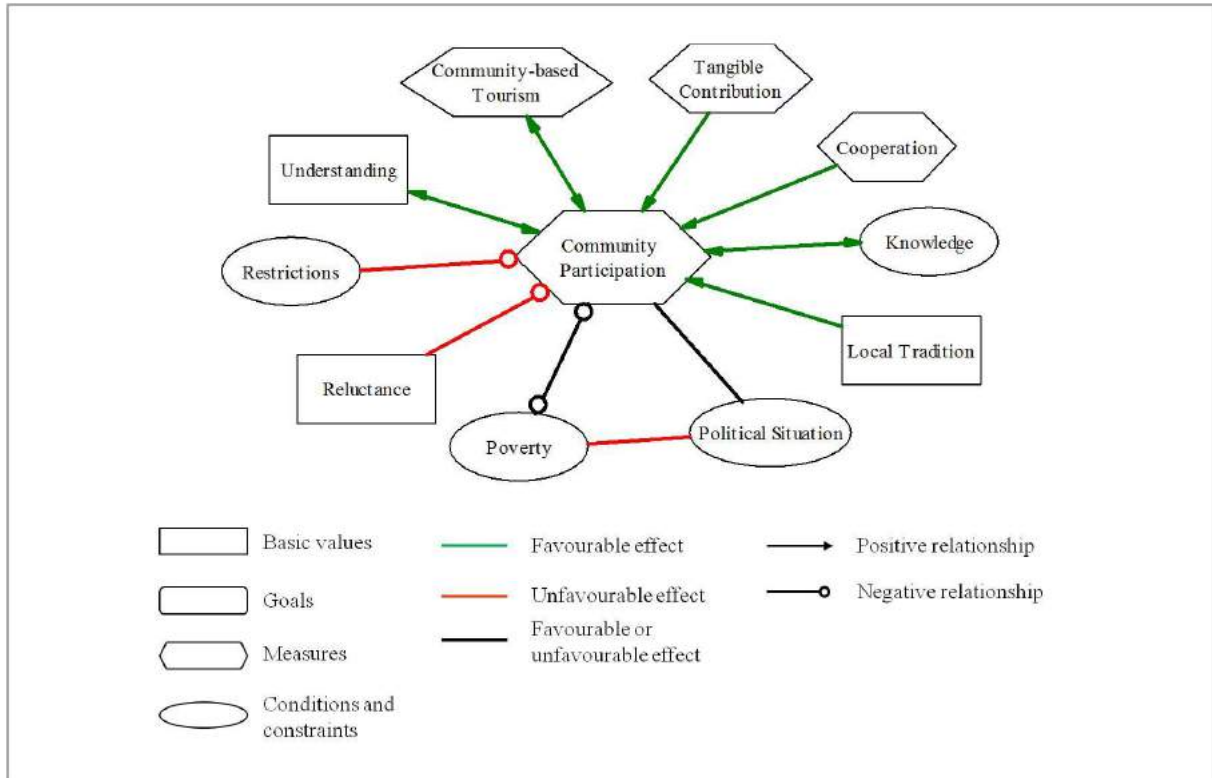 Community-based
Tourism
Tangible
Contribution
Cooperation
Understanding
Knowledge
Community
Participation
Restrictions
Local Tradition
Reluctance
Political Situation
Poverty
Basic values
Favourable effect
Positive relationship
Goals
Unfavourable effect
Negative relationship
Measures
Favourable or
unfavourable effect
Conditions and
constraints